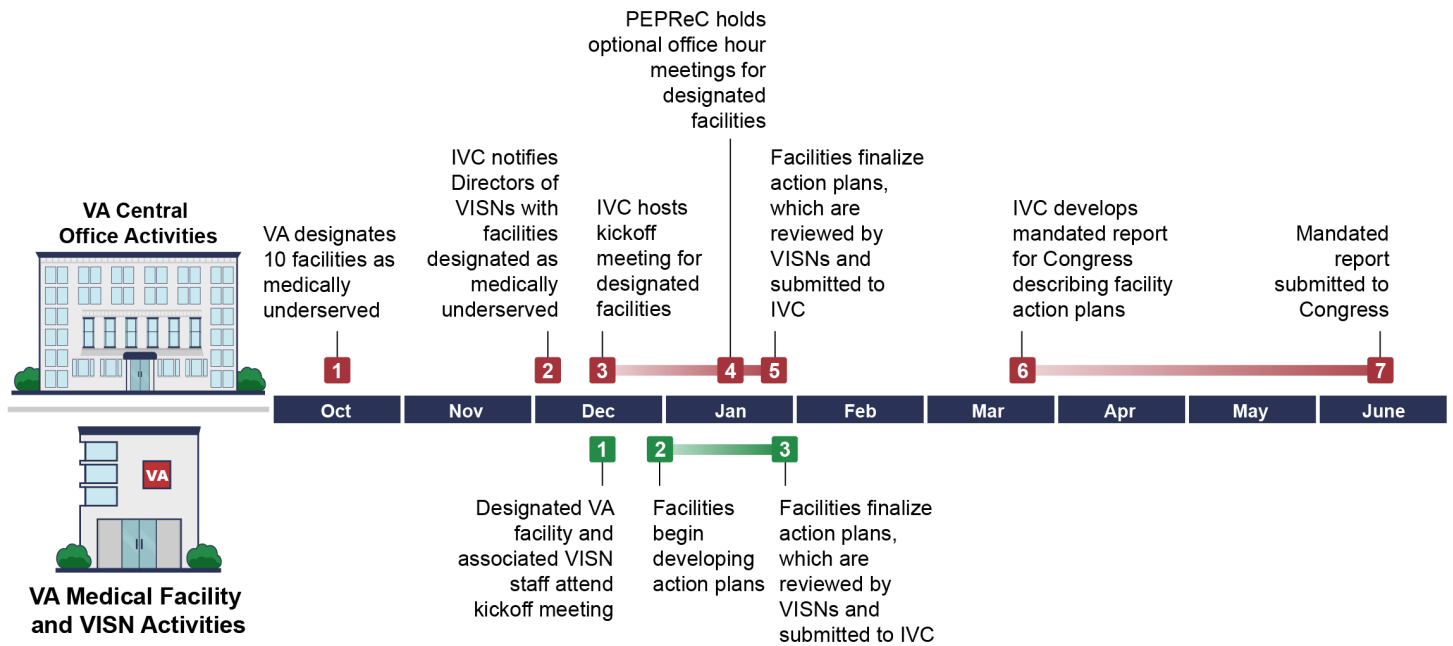 PEPReC holds
optional office hour
meetings for
designated
facilities
VA Central
Office Activities
VA designates
10 facilities as
medically
underserved
IVC notifies
Directors of
VISNs with
facilities
designated as
medically
underserved
IVC hosts
kickoff
meeting for
designated
facilities
Facilities finalize
action plans,
which are
reviewed by
VISNs and
submitted to
IVC
IVC develops
mandated report
for Congress
describing facility
action plans
Mandated
report
submitted to
Congress
1 2 3 4 5 6 7
Oct Nov Dec Jan Feb Mar Apr May June
1 2 3
VA
VA Medical Facility
and VISN Activities
Designated VA
facility and
associated VISN
staff attend
kickoff meeting
Facilities
begin
developing
action plans
Facilities finalize
action plans,
which are
reviewed by
VISNs and
submitted to IVC